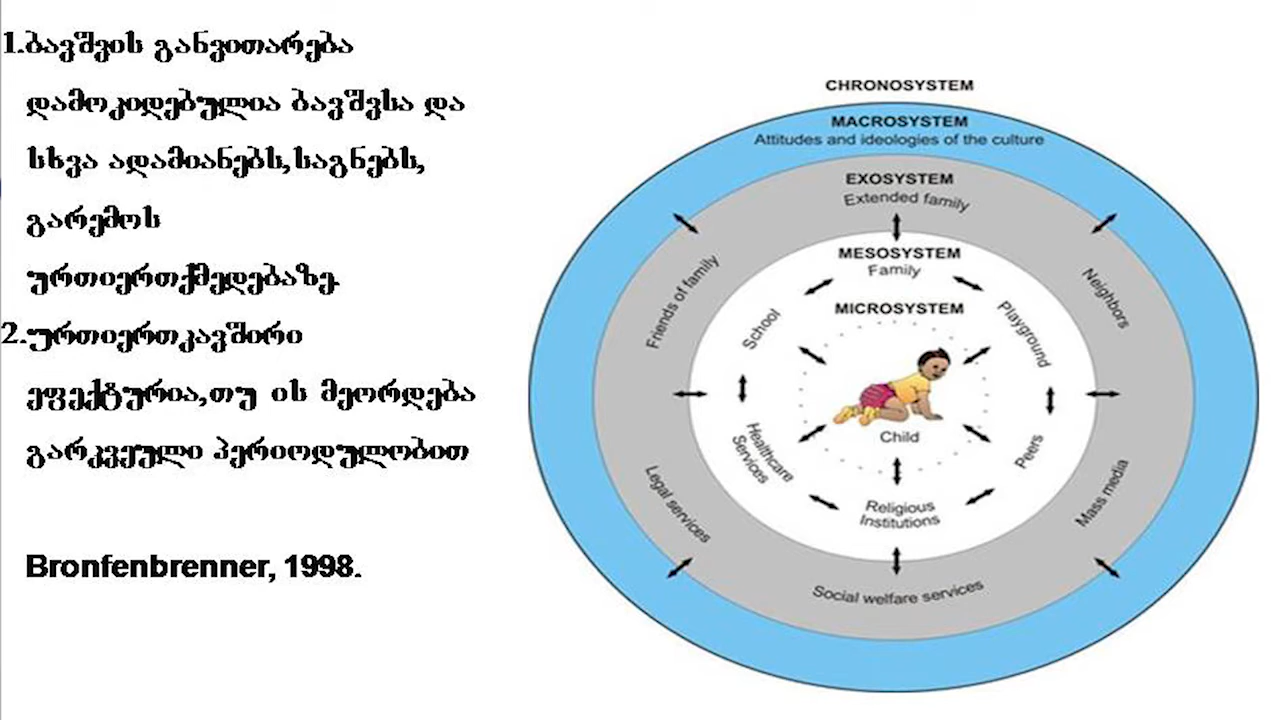 1.ბავშვის განვითარება
დამოკიდებულია ბავშვსა და
სხვა ადამიანებს,საგნებს,
გარემოს
ურთიერთქმედებაზე.
2.ურთიერთკავშირი
ეფექტურია,თუ ის მეორდება
გარკვეული პერიოდულობით
Bronfenbrenner, 1998.
CHRONOSYSTEM
MACROSYSTEM
Attitudes and ideologies of the culture
EXOSYSTEM
Extended family
Friends of family
Neighbors
Legal services
Mass media
Social welfare services
MESOSYSTEM
Family
School
Playground
Healthcare
Services
Peers
Religious
Institutions
MICROSYSTEM
Child